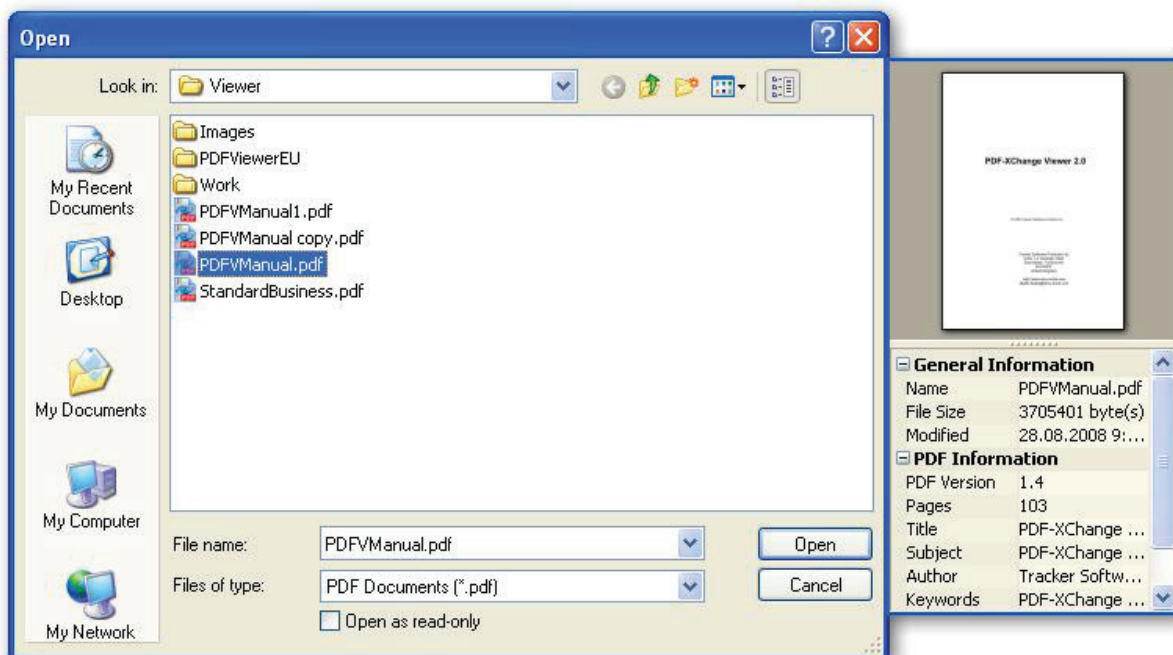 Open
Look in: Viewer
My Recent
Documents
Desktop
My Documents
My Computer
My Network
Images
PDFViewerEU
Work
PDFVManual1.pdf
PDFVManual copy.pdf
PDFVManual.pdf
StandardBusiness.pdf
File name: PDFVManual.pdf Open
Files of type: PDF Documents (*.pdf) Cancel
Open as read-only
PDF-XChange Viewer 2.0
General Information
Name PDFVManual.pdf
File Size 3705401 byte(s)
Modified 28.08.2008 9:...
PDF Information
PDF Version 1.4
Pages 103
Title PDF-XChange ...
Subject PDF-XChange ...
Author Tracker Softw...
Keywords PDF-XChange ...